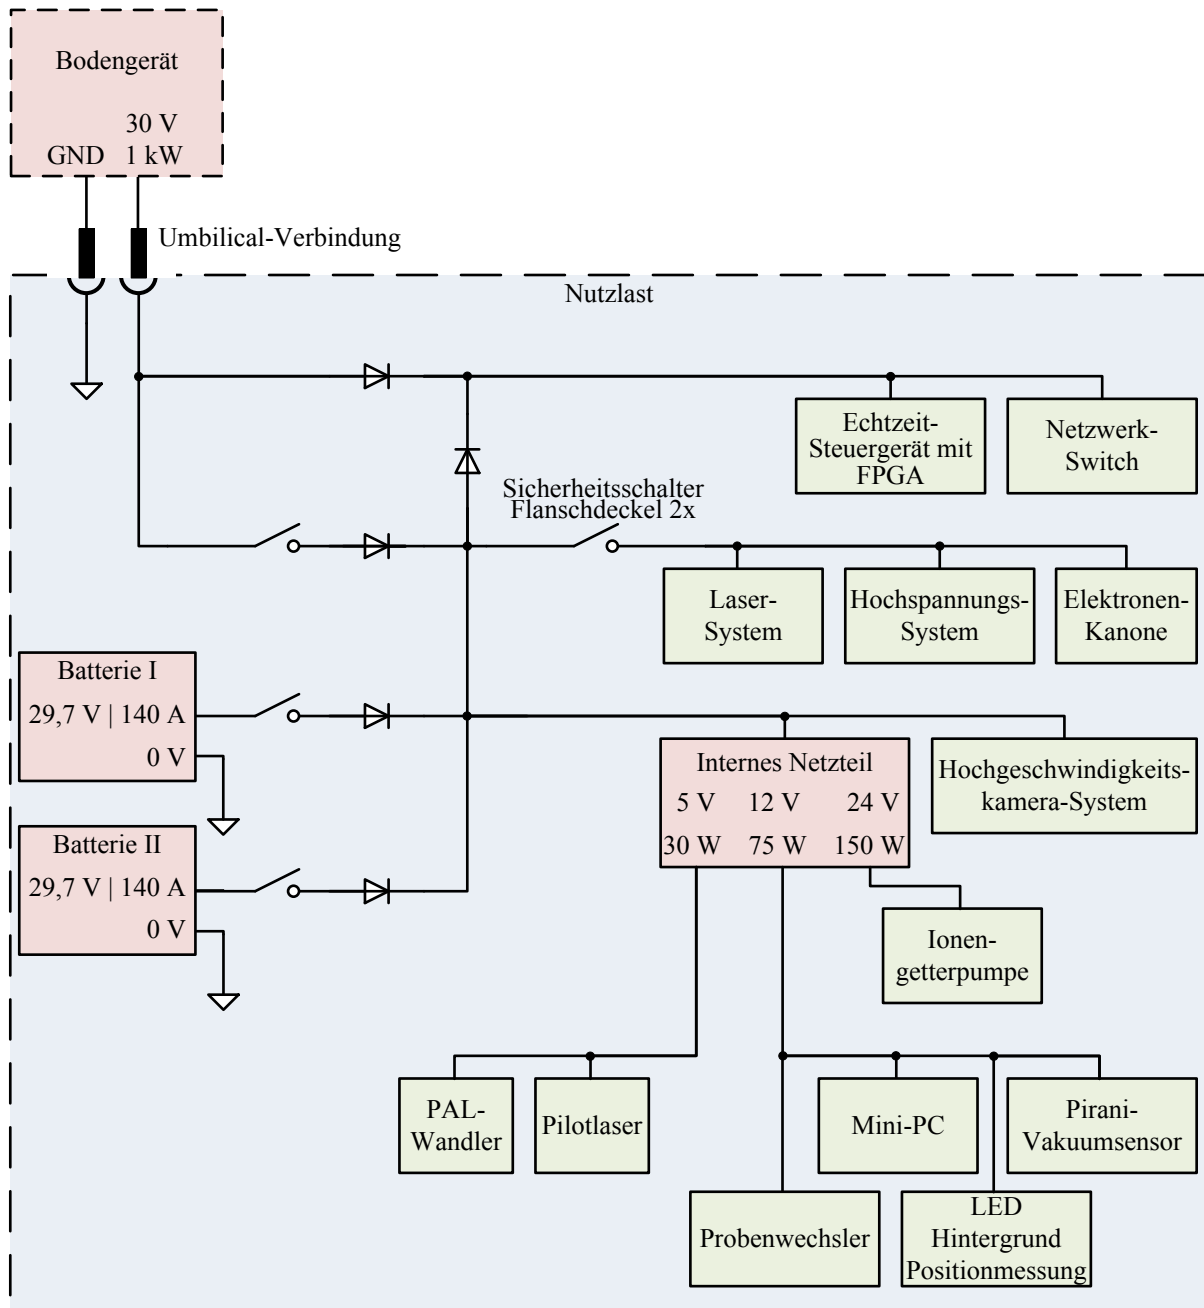 Bodengerät
30 V
GND 1 kW
Umbilical-Verbindung
Nutzlast
Echtzeit-
Steuergerät mit
FPGA
Netzwerk-
Switch
Sicherheitsschalter
Flanschdeckel 2x
Laser-
System
Hochspannungs-
System
Elektronen-
Kanone
Batterie I
29,7 V | 140 A
0 V
Internes Netzteil
5 V 12 V 24 V
30 W 75 W 150 W
Hochgeschwindigkeits-
kamera-System
Batterie II
29,7 V | 140 A
0 V
Ionen-
getterpumpe
PAL-
Wandler
Pilotlaser
Mini-PC
Pirani-
Vakuumsensor
Probenwechsler
LED
Hintergrund
Positionmessung